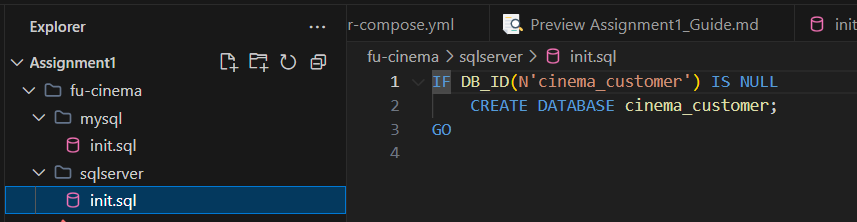 Explorer
Assignment1
fu-cinema
mysql
init.sql
sqlserver
init.sql
r-compose.yml
Preview Assignment1_Guide.md
init
fu-cinema > sqlserver > init.sql
1 IF DB_ID(N'cinema_customer') IS NULL
2 CREATE DATABASE cinema_customer;
3 GO
4